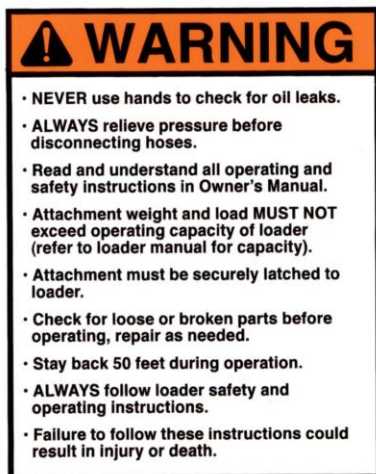 WARNING
· NEVER use hands to check for oil leaks.
· ALWAYS relieve pressure before
disconnecting hoses.
· Read and understand all operating and
safety instructions in Owner's Manual.
· Attachment weight and load MUST NOT
exceed operating capacity of loader
(refer to loader manual for capacity).
· Attachment must be securely latched to
loader.
· Check for loose or broken parts before
operating, repair as needed.
· Stay back 50 feet during operation.
· ALWAYS follow loader safety and
operating instructions.
· Failure to follow these instructions could
result in injury or death.